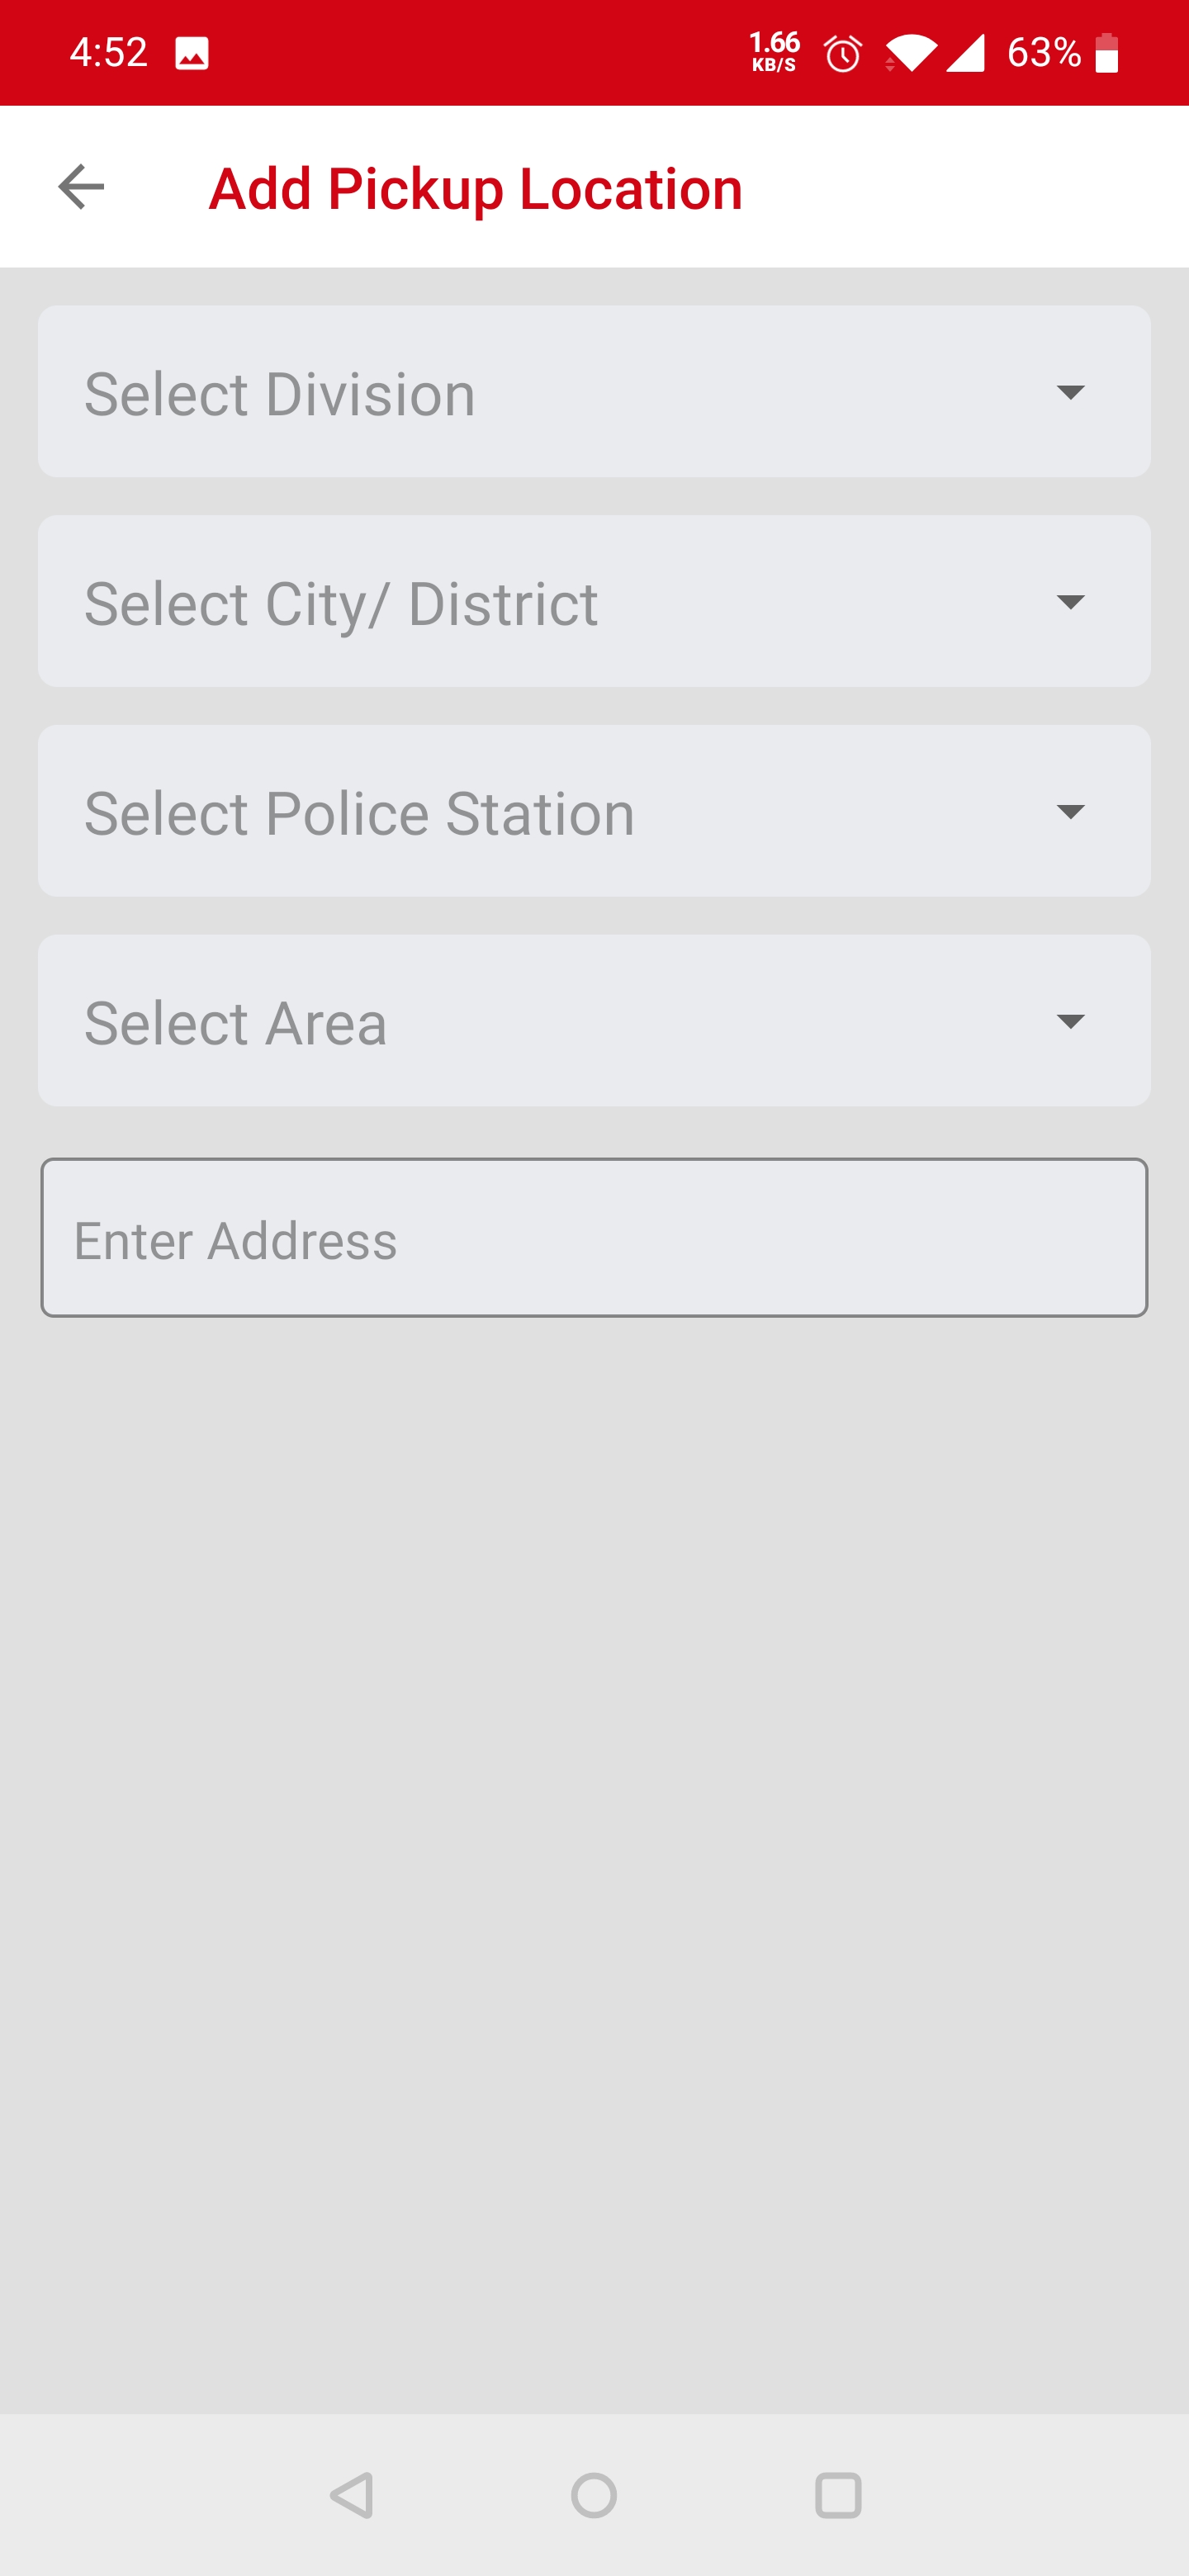 4:52
1.66
KB/S
63%
Add Pickup Location
Select Division
Select City/ District
Select Police Station
Select Area
Enter Address